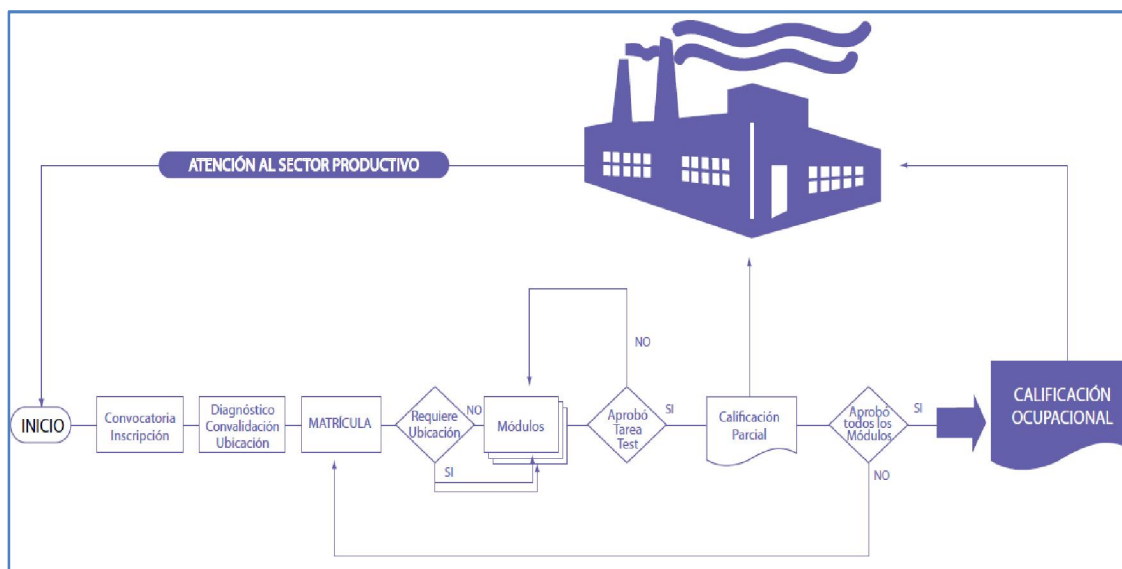 ATENCIÓN AL SECTOR PRODUCTIVO
INICIO
Convocatoria
Inscripción
Diagnóstico
Convalidación
Ubicación
MATRÍCULA
Requiere
Ubicación
NO
SI
Módulos
NO
Aprobó
Tarea
Test
SI
Calificación
Parcial
Aprobó
todos los
Módulos
SI
NO
CALIFICACIÓN
OCUPACIONAL